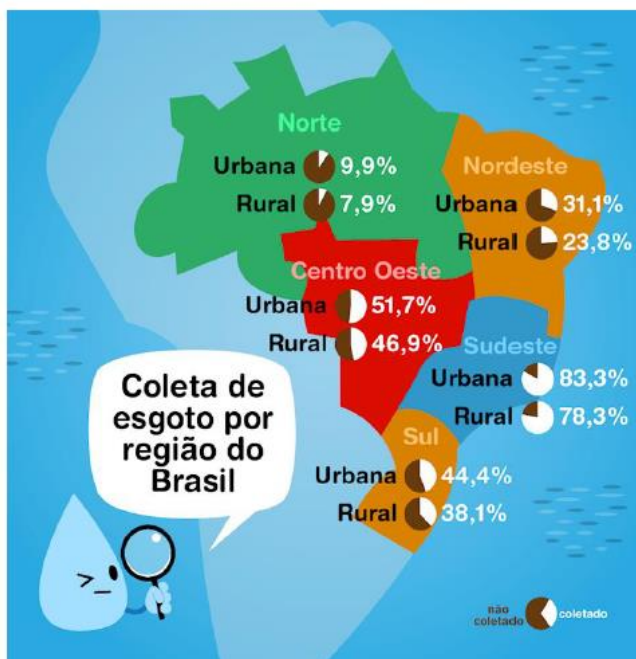 Norte
Urbana 9,9%
Rural 7,9%
Nordeste
Urbana 31,1%
Rural 23,8%
Centro Oeste
Urbana 51,7%
Rural 46,9%
Sudeste
Urbana 83,3%
Rural 78,3%
Coleta de
esgoto por
região do
Brasil
Sul
Urbana 44,4%
Rural 38,1%
não
coletado
coletado